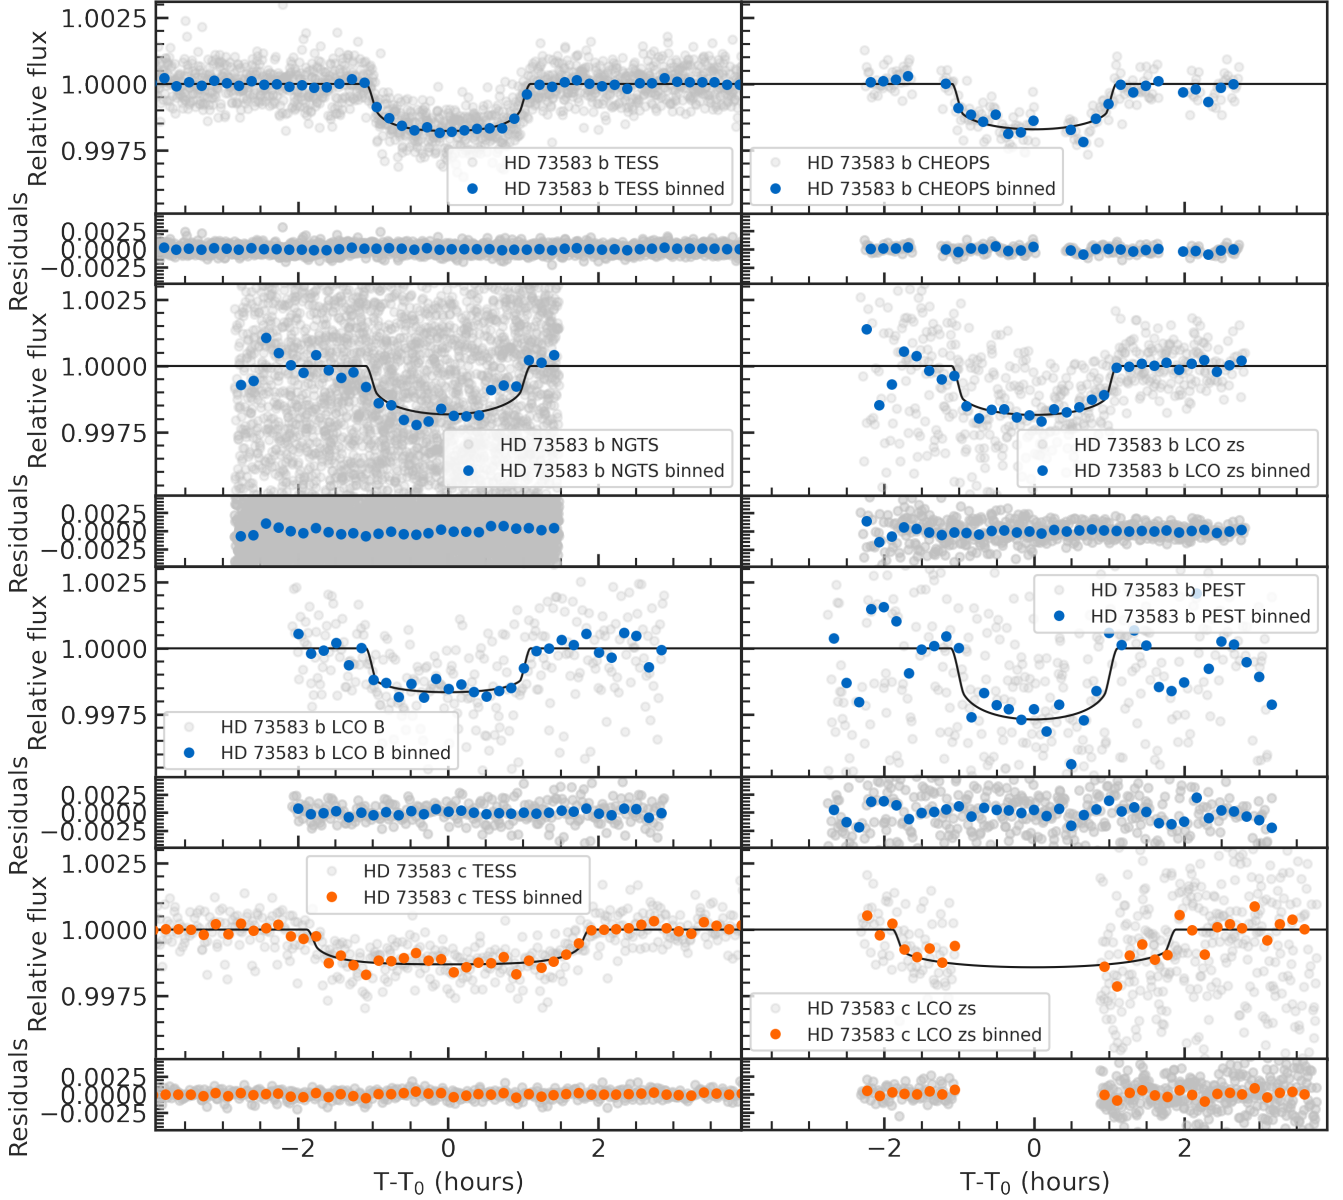 1.0025
1.0000
0.9975
Relative flux
HD 73583 b TESS
HD 73583 b TESS binned
HD 73583 b CHEOPS
HD 73583 b CHEOPS binned
0.0025
0.0000
−0.0025
Residuals
1.0025
1.0000
0.9975
Relative flux
HD 73583 b NGTS
HD 73583 b NGTS binned
HD 73583 b LCO zs
HD 73583 b LCO zs binned
0.0025
0.0000
−0.0025
Residuals
1.0025
1.0000
0.9975
Relative flux
HD 73583 b LCO B
HD 73583 b LCO B binned
HD 73583 b PEST
HD 73583 b PEST binned
0.0025
0.0000
−0.0025
Residuals
1.0025
1.0000
0.9975
Relative flux
HD 73583 c TESS
HD 73583 c TESS binned
HD 73583 c LCO zs
HD 73583 c LCO zs binned
0.0025
0.0000
−0.0025
Residuals
−2 0 2
T-T₀ (hours)
−2 0 2
T-T₀ (hours)